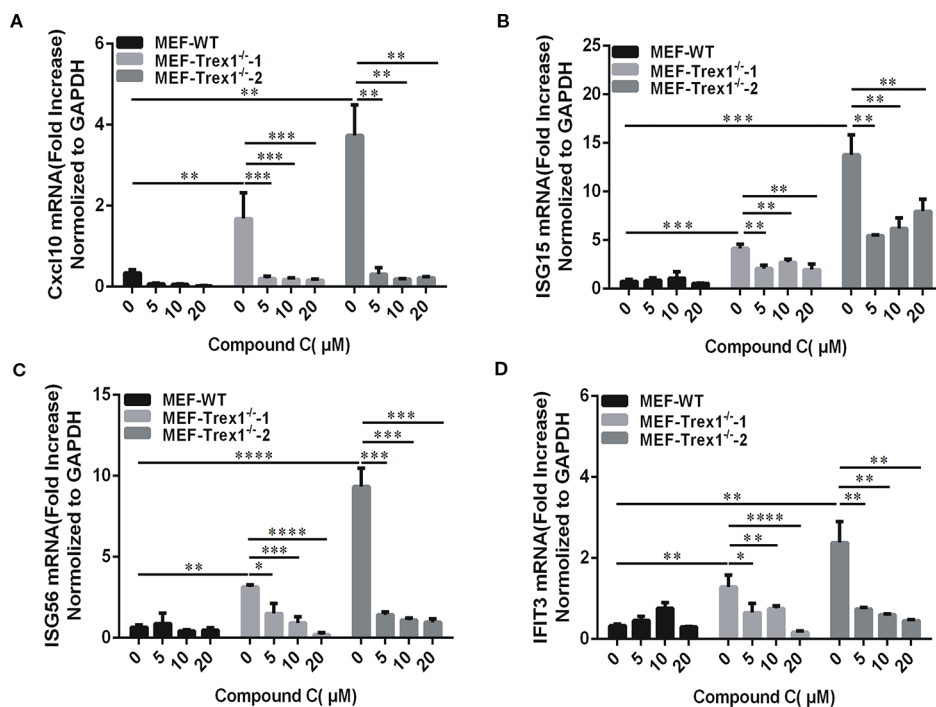 A
Cxcl10 mRNA(Fold Increase)
Normolized to GAPDH
6
4
2
0
MEF-WT
MEF-Trex1-/--1
MEF-Trex1-/--2
**
**
***
***
***
**
**
**
0 5 10 20 0 5 10 20 0 5 10 20
Compound C( µM)
B
ISG15 mRNA(Fold Increase)
Normolized to GAPDH
25
20
15
10
5
0
MEF-WT
MEF-Trex1-/--1
MEF-Trex1-/--2
***
***
**
**
**
**
**
**
0 5 10 20 0 5 10 20 0 5 10 20
Compound C( µM)
C
ISG56 mRNA(Fold Increase)
Normolized to GAPDH
15
10
5
0
MEF-WT
MEF-Trex1-/--1
MEF-Trex1-/--2
****
**
****
***
*
***
***
***
0 5 10 20 0 5 10 20 0 5 10 20
Compound C( µM)
D
IFIT3 mRNA(Fold Increase)
Normolized to GAPDH
6
4
2
0
MEF-WT
MEF-Trex1-/--1
MEF-Trex1-/--2
**
**
****
**
*
**
**
**
0 5 10 20 0 5 10 20 0 5 10 20
Compound C( µM)